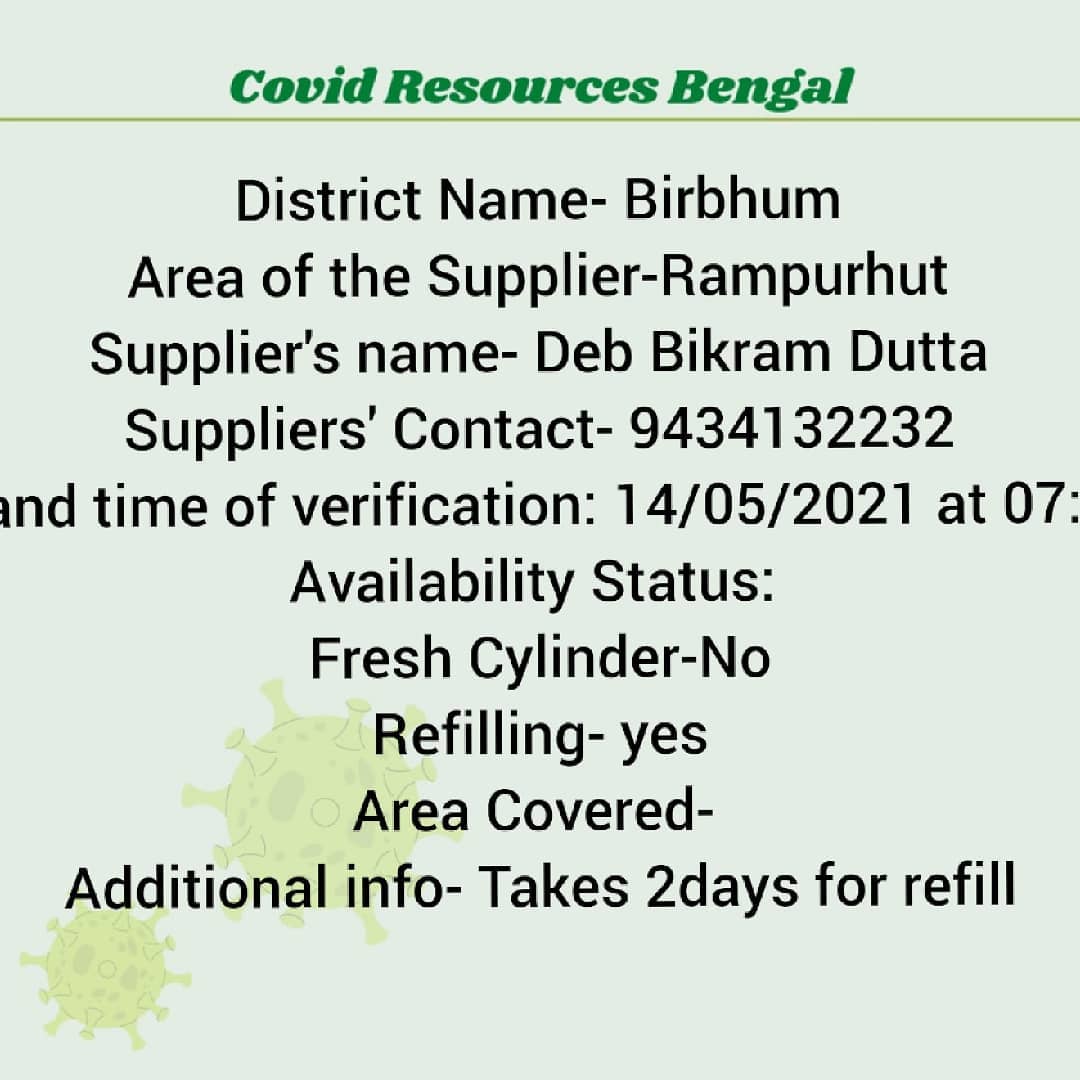 Covid Resources Bengal
District Name- Birbhum
Area of the Supplier-Rampurhut
Supplier's name- Deb Bikram Dutta
Suppliers' Contact- 9434132232
and time of verification: 14/05/2021 at 07:
Availability Status:
Fresh Cylinder-No
Refilling- yes
Area Covered-
Additional info- Takes 2days for refill